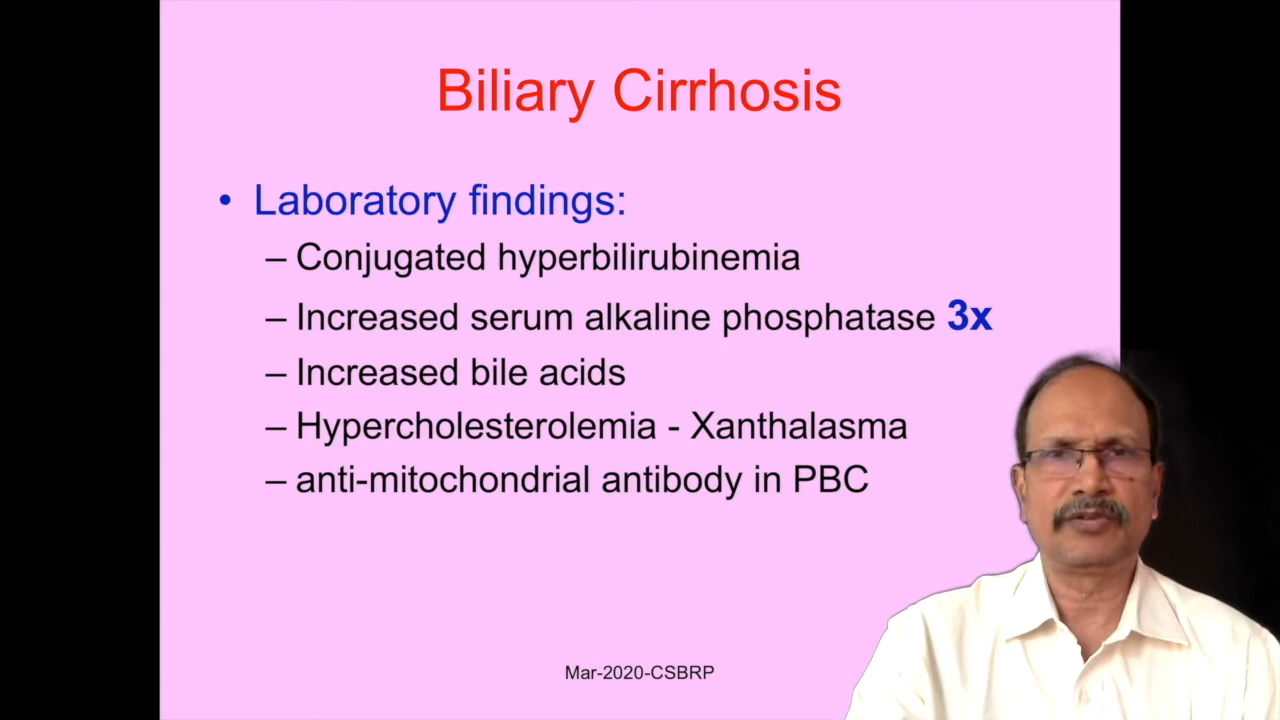 Biliary Cirrhosis
• Laboratory findings:
– Conjugated hyperbilirubinemia
– Increased serum alkaline phosphatase 3x
– Increased bile acids
– Hypercholesterolemia - Xanthalasma
– anti-mitochondrial antibody in PBC
Mar-2020-CSBRP